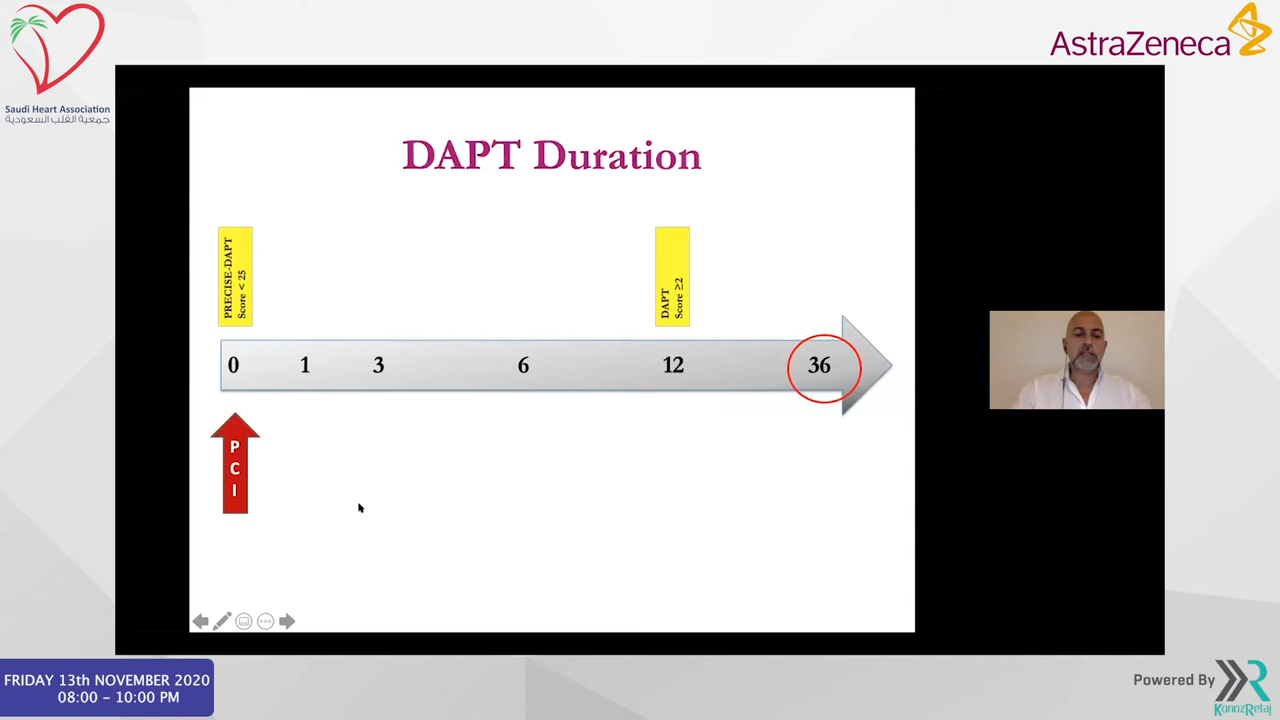 Saudi Heart Association
جمعية القلب السعودية
AstraZeneca
DAPT Duration
PRECISE-DAPT
Score < 25
DAPT
Score ≥2
0 1 3 6 12 36
P
C
I
FRIDAY 13th NOVEMBER 2020
08:00 – 10:00 PM
Powered By
KonozRetaj